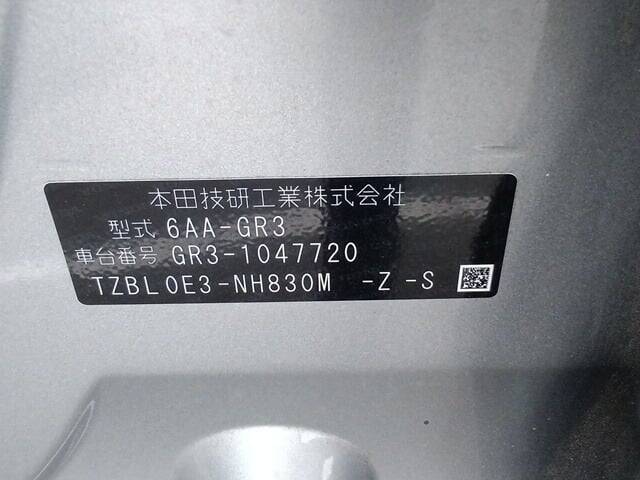 本田技研工業株式会社
型式 6AA-GR3
車台番号 GR3-1047720
TZBL0E3-NH830M -Z -S